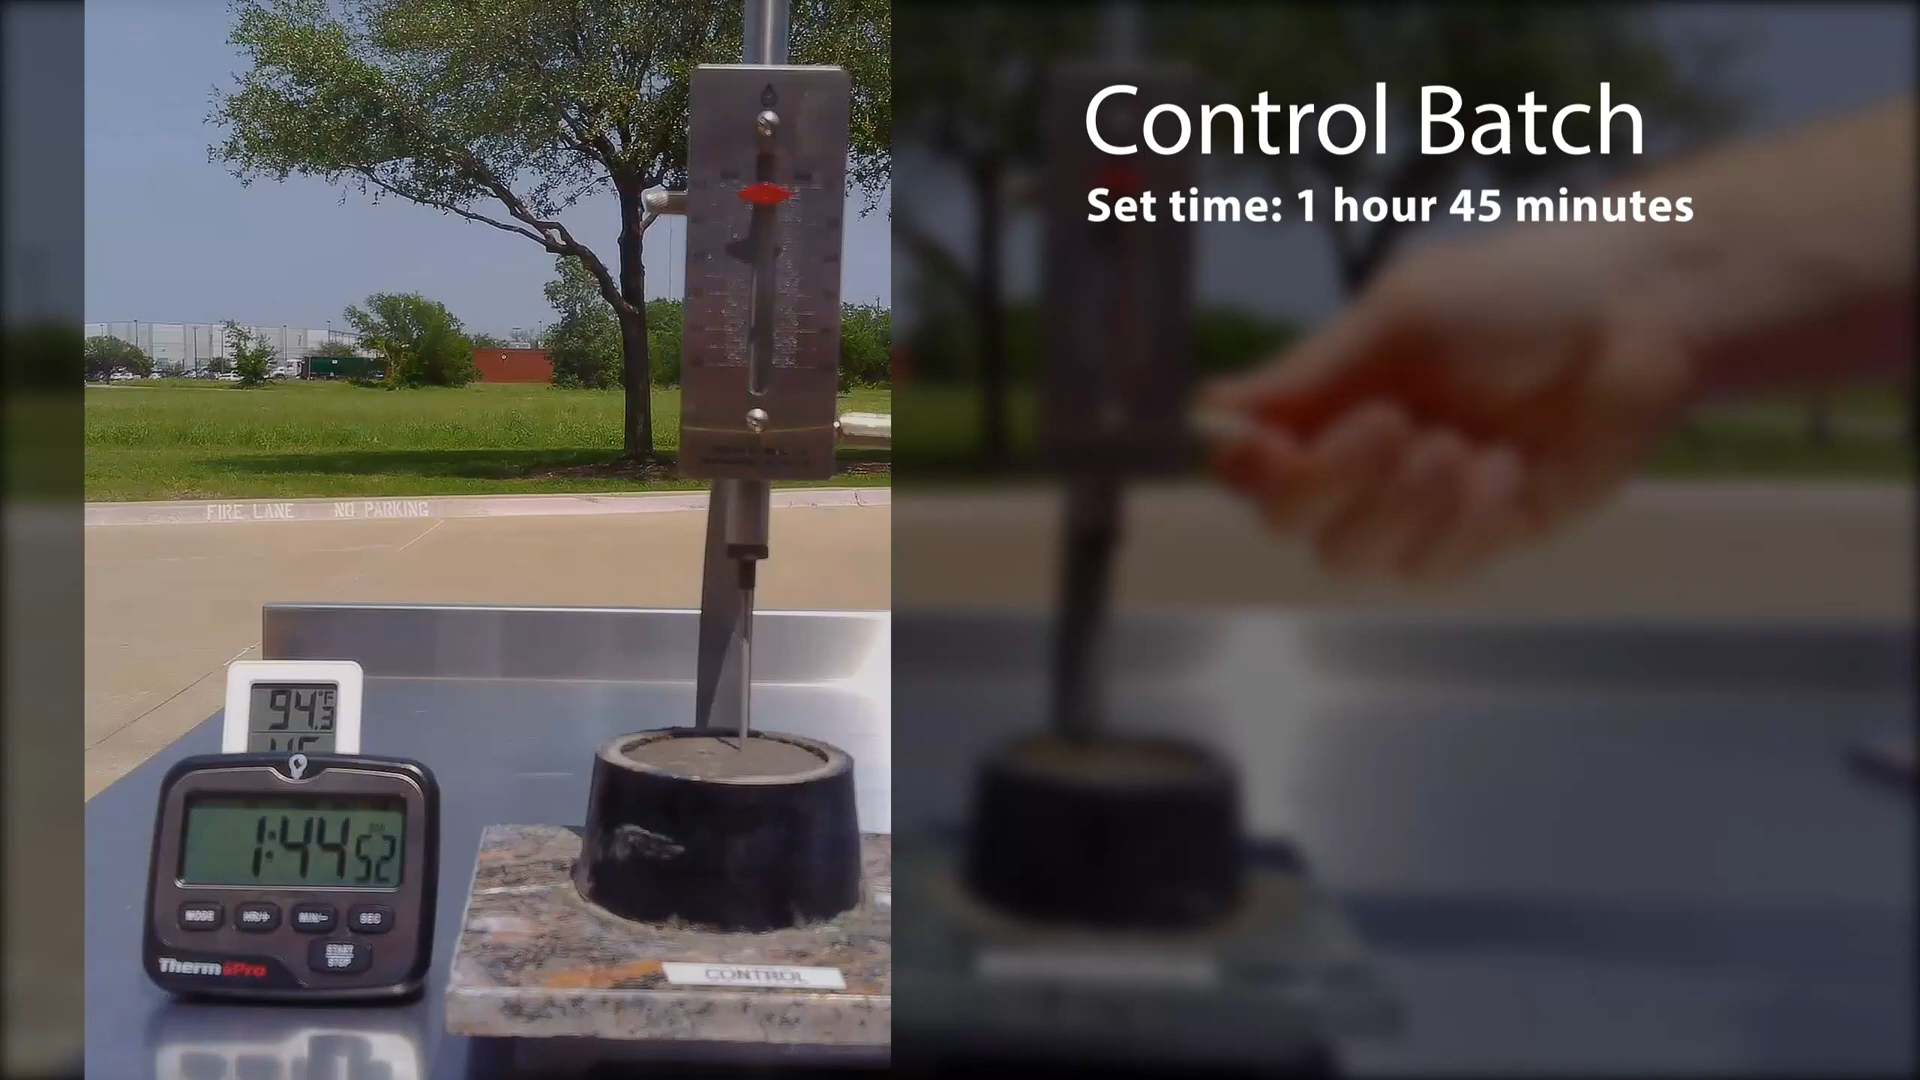 Control Batch
Set time: 1 hour 45 minutes
FIRE LANE NO PARKING
94.3 °F
1:44 52
MODE HR/+ MIN/- SEC
START STOP
ThermoPro
CONTROL